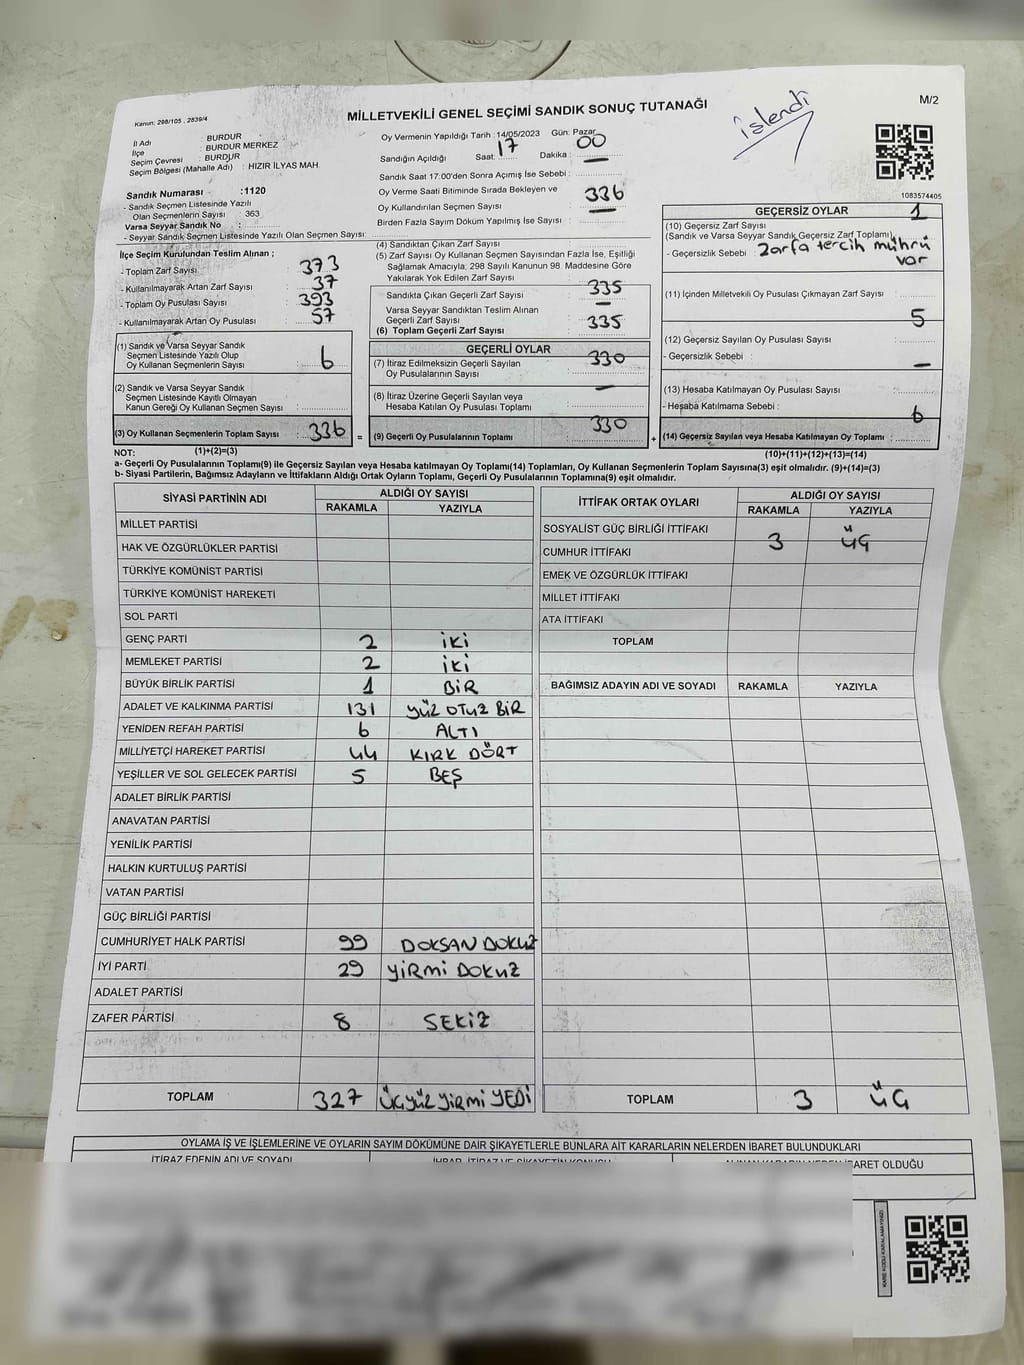 Kanun: 298/105 , 2839/4
MİLLETVEKİLİ GENEL SEÇİMİ SANDIK SONUÇ TUTANAĞI
işlendi
M/2
İl Adı : BURDUR
İlçe : BURDUR MERKEZ
Seçim Çevresi : BURDUR
Seçim Bölgesi (Mahalle Adı) : HIZIR İLYAS MAH.
Sandık Numarası :1120
- Sandık Seçmen Listesinde Yazılı
Olan Seçmenlerin Sayısı : 363
Varsa Seyyar Sandık No :
- Seyyar Sandık Seçmen Listesinde Yazılı Olan Seçmen Sayısı:
Oy Vermenin Yapıldığı Tarih : 14/05/2023 Gün: Pazar
Sandığın Açıldığı Saat: 17 Dakika : 00
Sandık Saat 17.00'den Sonra Açımış İse Sebebi : —
Oy Verme Saati Bitiminde Sırada Bekleyen ve
Oy Kullandırılan Seçmen Sayısı : 336
Birden Fazla Sayım Döküm Yapılmış İse Sayısı : —
1083574405
İlçe Seçim Kurulundan Teslim Alınan ;
- Toplam Zarf Sayısı : 373
- Kullanılmayarak Artan Zarf Sayısı : 37
- Toplam Oy Pusulası Sayısı : 393
- Kullanılmayarak Artan Oy Pusulası : 57
(1) Sandık ve Varsa Seyyar Sandık
Seçmen Listesinde Yazılı Olup
Oy Kullanan Seçmenlerin Sayısı : 6
(2) Sandık ve Varsa Seyyar Sandık
Seçmen Listesinde Kayıtlı Olmayan
Kanun Gereği Oy Kullanan Seçmen Sayısı :
(3) Oy Kullanan Seçmenlerin Toplam Sayısı : 336
(1)+(2)=(3)
(4) Sandıktan Çıkan Zarf Sayısı
(5) Zarf Sayısı Oy Kullanan Seçmen Sayısından Fazla İse, Eşitliği
Sağlamak Amacıyla; 298 Sayılı Kanunun 98. Maddesine Göre
Yakılarak Yok Edilen Zarf Sayısı
Sandıkta Çıkan Geçerli Zarf Sayısı : 335
Varsa Seyyar Sandıktan Teslim Alınan
Geçerli Zarf Sayısı : —
(6) Toplam Geçerli Zarf Sayısı : 335
GEÇERLİ OYLAR
(7) İtiraz Edilmeksizin Geçerli Sayılan
Oy Pusulalarının Sayısı : 330
(8) İtiraz Üzerine Geçerli Sayılan veya
Hesaba Katılan Oy Pusulası Toplamı : —
= (9) Geçerli Oy Pusulalarının Toplamı : 330
GEÇERSİZ OYLAR
(10) Geçersiz Zarf Sayısı 1
(Sandık ve Varsa Seyyar Sandık Geçersiz Zarf Toplamı)
- Geçersizlik Sebebi : Zarfa tercih mührü
var
(11) İçinden Milletvekili Oy Pusulası Çıkmayan Zarf Sayısı :
(12) Geçersiz Sayılan Oy Pusulası Sayısı : 5
- Geçersizlik Sebebi :
(13) Hesaba Katılmayan Oy Pusulası Sayısı : —
- Hesaba Katılmama Sebebi :
+ (14) Geçersiz Sayılan veya Hesaba Katılmayan Oy Toplamı : 6
(10)+(11)+(12)+(13)=(14)
NOT:
a- Geçerli Oy Pusulalarının Toplamı(9) ile Geçersiz Sayılan veya Hesaba katılmayan Oy Toplamı(14) Toplamları, Oy Kullanan Seçmenlerin Toplam Sayısına(3) eşit olmalıdır. (9)+(14)=(3)
b- Siyasi Partilerin, Bağımsız Adayların ve İttifakların Aldığı Ortak Oyların Toplamı, Geçerli Oy Pusulalarının Toplamına(9) eşit olmalıdır.
SİYASİ PARTİNİN ADI ALDIĞI OY SAYISI
RAKAMLA YAZIYLA
MİLLET PARTİSİ
HAK VE ÖZGÜRLÜKLER PARTİSİ
TÜRKİYE KOMÜNİST PARTİSİ
TÜRKİYE KOMÜNİST HAREKETİ
SOL PARTİ
GENÇ PARTİ 2 İKİ
MEMLEKET PARTİSİ 2 İKİ
BÜYÜK BİRLİK PARTİSİ 1 BİR
ADALET VE KALKINMA PARTİSİ 131 YÜZ OTUZ BİR
YENİDEN REFAH PARTİSİ 6 ALTI
MİLLİYETÇİ HAREKET PARTİSİ 44 KIRK DÖRT
YEŞİLLER VE SOL GELECEK PARTİSİ 5 BEŞ
ADALET BİRLİK PARTİSİ
ANAVATAN PARTİSİ
YENİLİK PARTİSİ
HALKIN KURTULUŞ PARTİSİ
VATAN PARTİSİ
GÜÇ BİRLİĞİ PARTİSİ
CUMHURİYET HALK PARTİSİ 99 DOKSAN DOKUZ
İYİ PARTİ 29 YİRMİ DOKUZ
ADALET PARTİSİ
ZAFER PARTİSİ 8 SEKİZ
TOPLAM 327 ÜÇYÜZ YİRMİ YEDİ
İTTİFAK ORTAK OYLARI ALDIĞI OY SAYISI
RAKAMLA YAZIYLA
SOSYALİST GÜÇ BİRLİĞİ İTTİFAKI
CUMHUR İTTİFAKI 3 ÜÇ
EMEK VE ÖZGÜRLÜK İTTİFAKI
MİLLET İTTİFAKI
ATA İTTİFAKI
TOPLAM
BAĞIMSIZ ADAYIN ADI VE SOYADI RAKAMLA YAZIYLA
TOPLAM 3 ÜÇ
OYLAMA İŞ VE İŞLEMLERİNE VE OYLARIN SAYIM DÖKÜMÜNE DAİR ŞİKAYETLERLE BUNLARA AİT KARARLARIN NELERDEN İBARET BULUNDUKLARI
İTİRAZ EDENİN ADI VE SOYADI İHBAR, İTİRAZ VE ŞİKAYETİN KONUSU ALINAN KARARIN NEDEN İBARET OLDUĞU